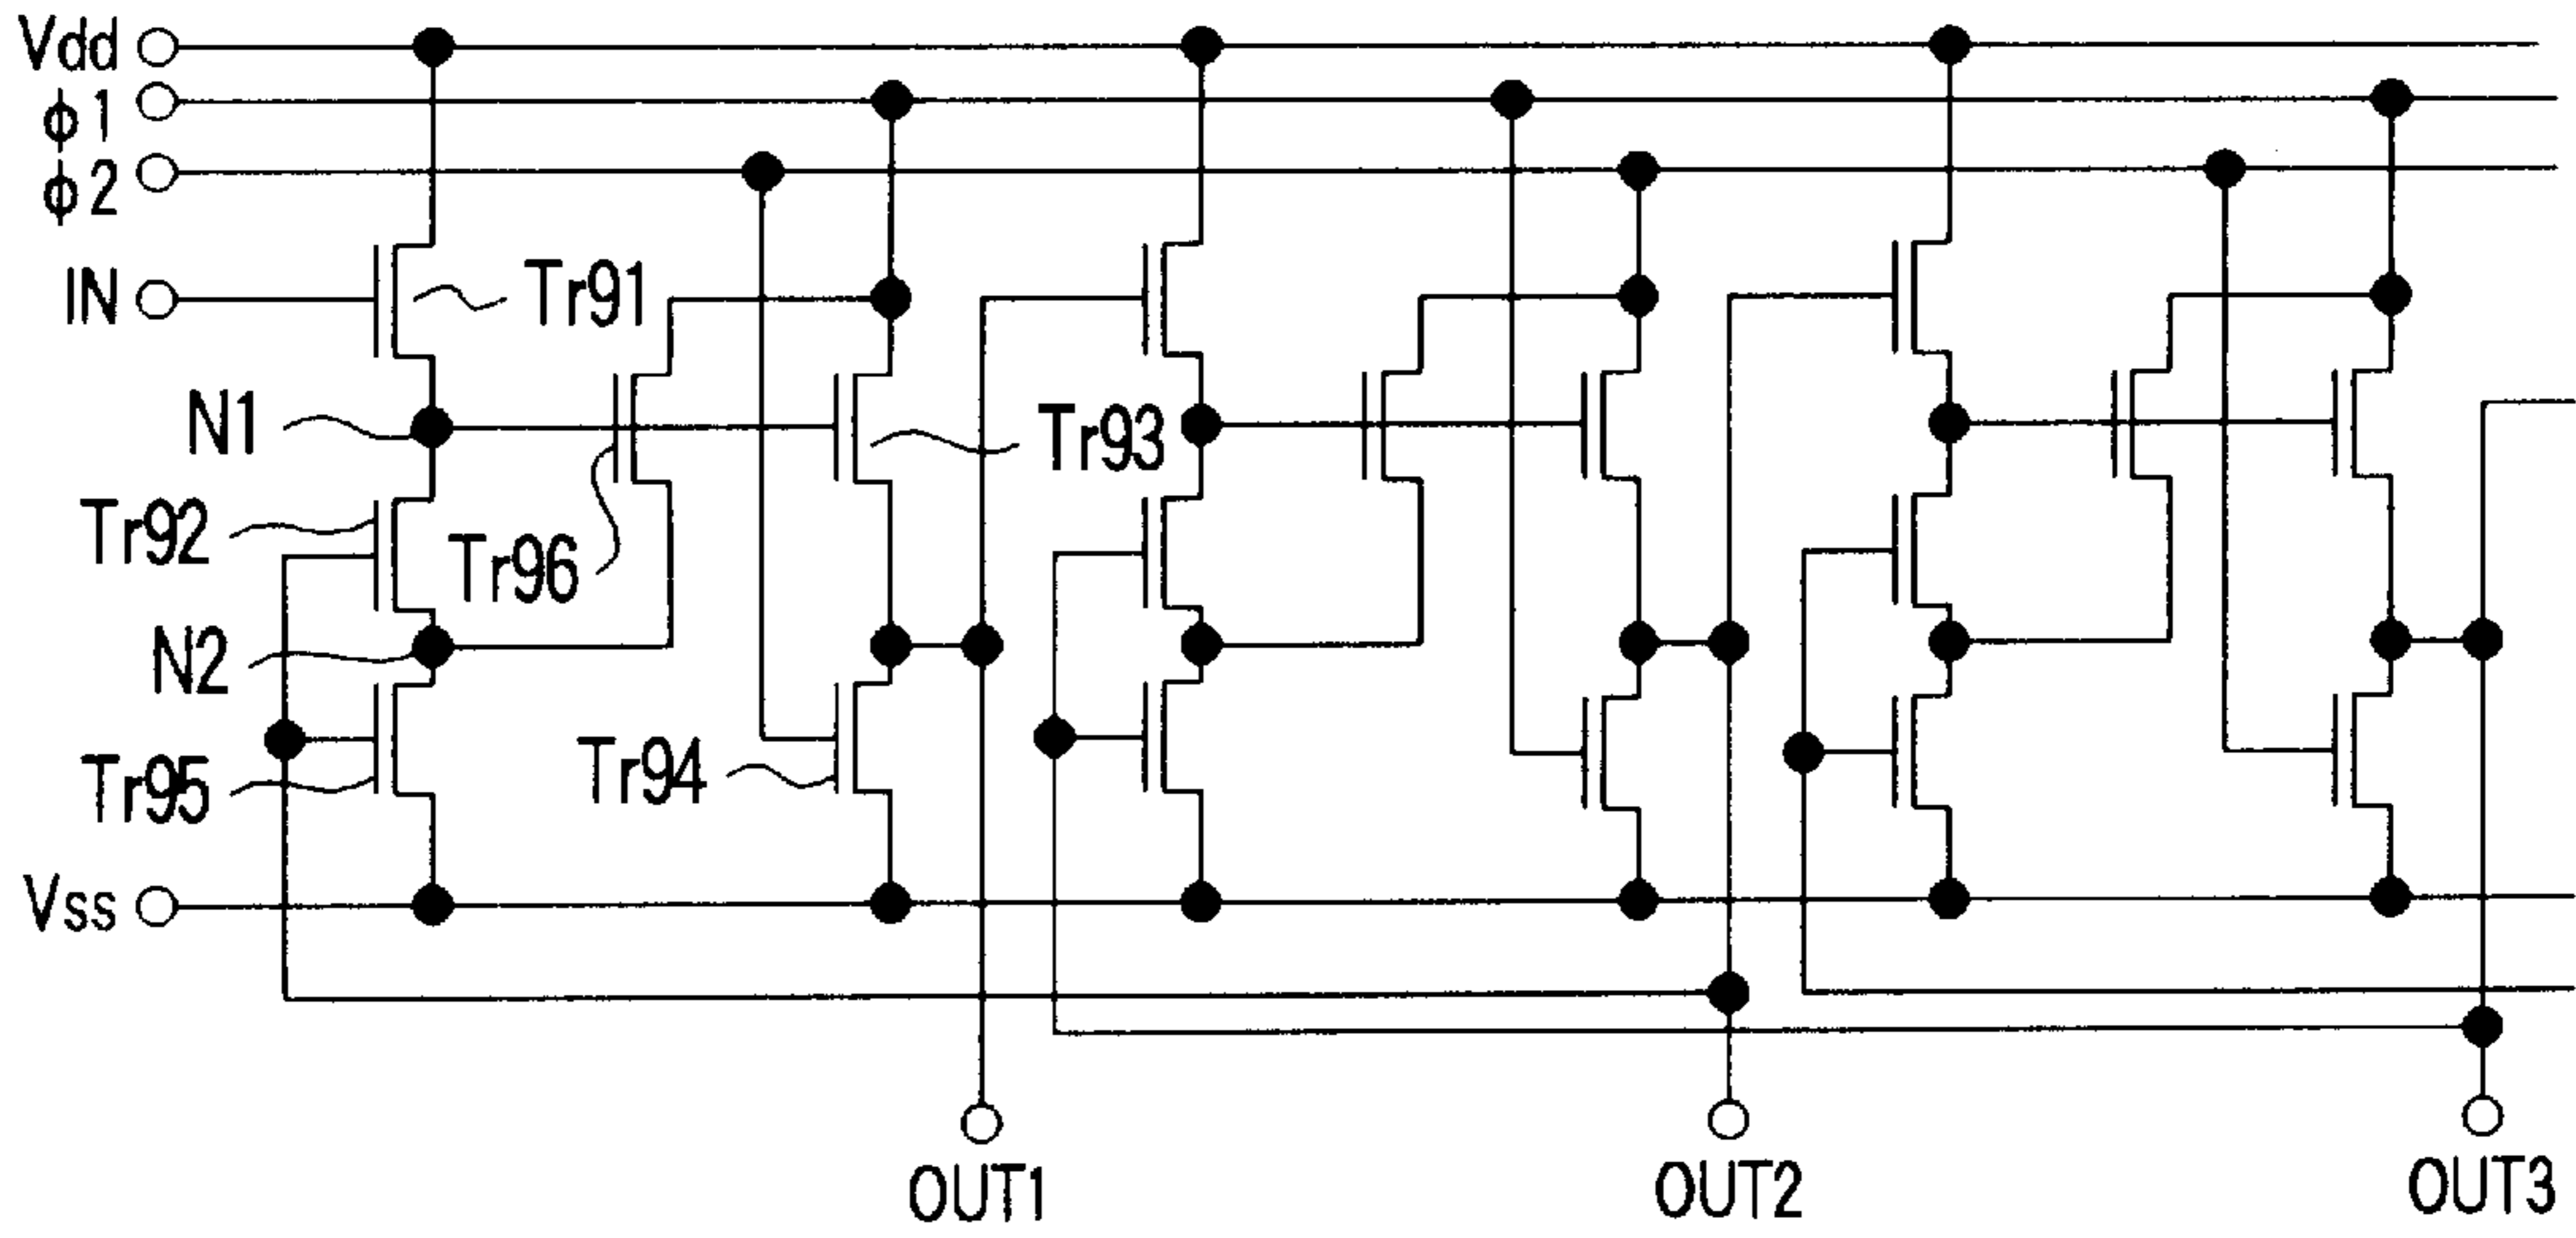 Vdd
ϕ1
ϕ2
IN
Tr91
N1
Tr93
Tr92
Tr96
N2
Tr95
Tr94
Vss
OUT1
OUT2
OUT3